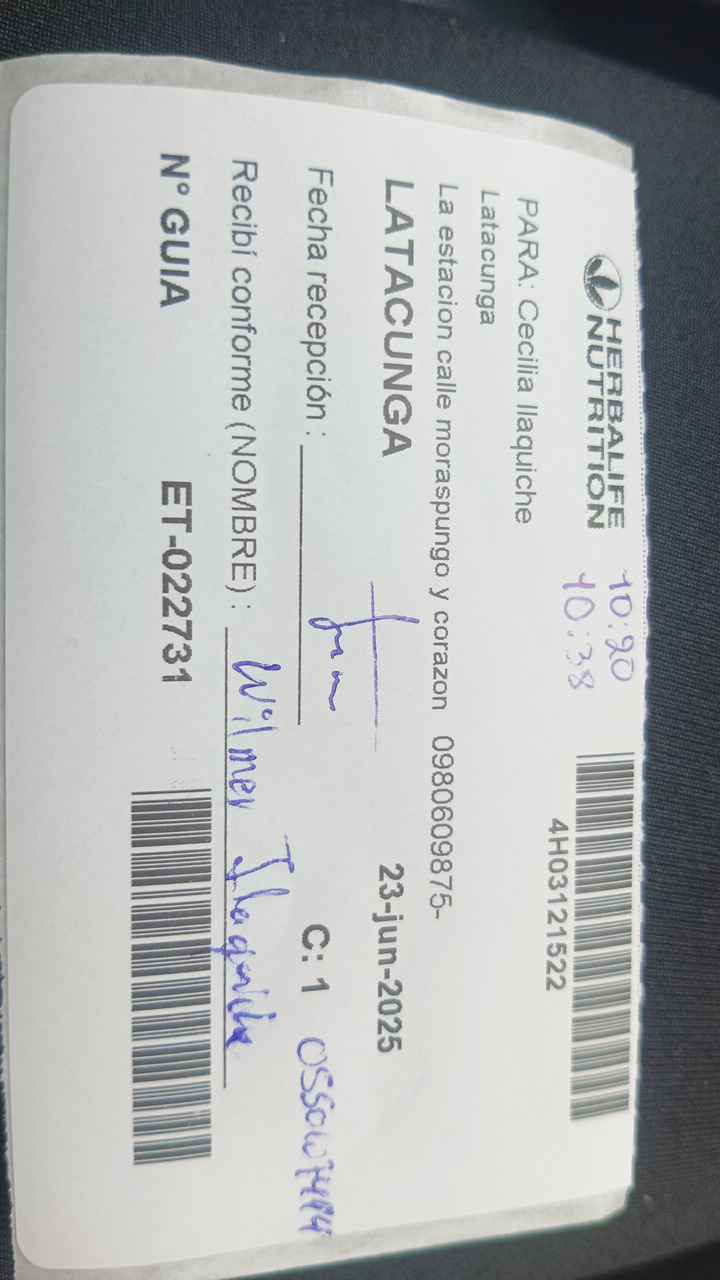 HERBALIFE
NUTRITION
10:20
10:38
4H03121522
PARA: Cecilia llaquiche
Latacunga
La estacion calle moraspungo y corazon 0980609875-
LATACUNGA
23-jun-2025
Fecha recepción :
C: 1
Recibí conforme (NOMBRE) : Wilmer
N° GUIA
ET-022731